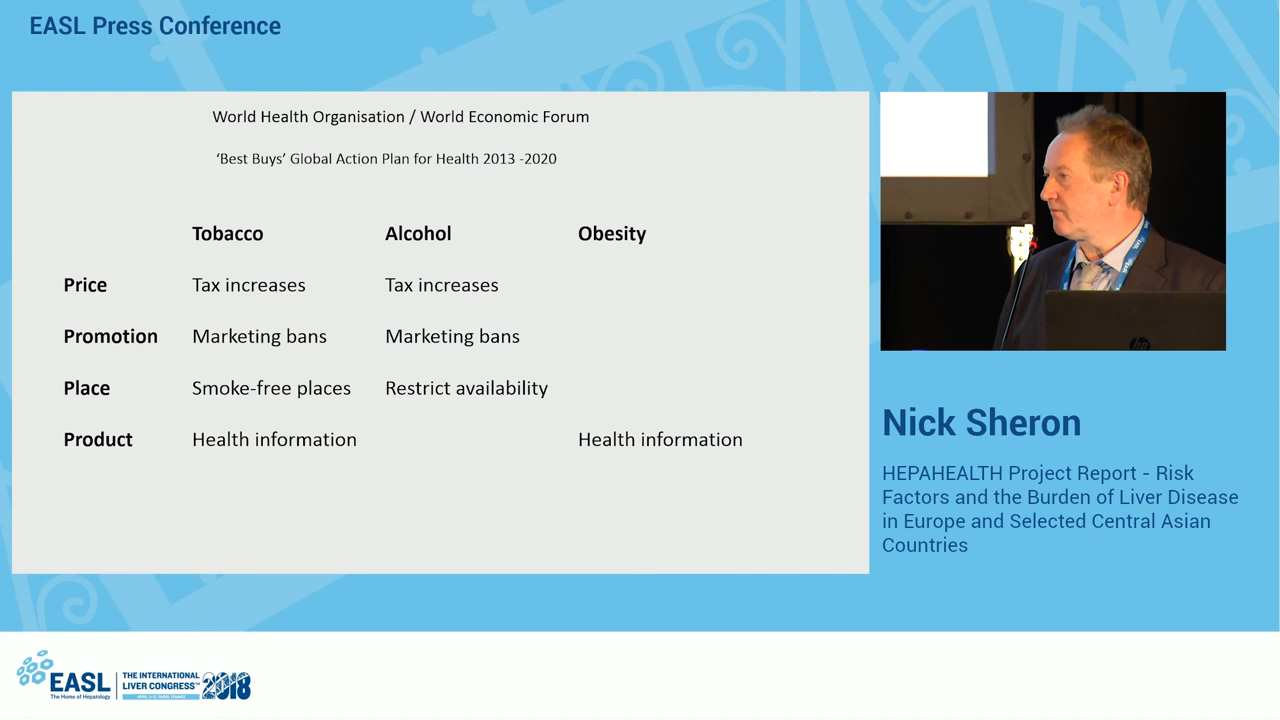 EASL Press Conference
World Health Organisation / World Economic Forum
‘Best Buys’ Global Action Plan for Health 2013 -2020
Tobacco Alcohol Obesity
Price Tax increases Tax increases
Promotion Marketing bans Marketing bans
Place Smoke-free places Restrict availability
Product Health information Health information
hp
Nick Sheron
HEPAHEALTH Project Report - Risk
Factors and the Burden of Liver Disease
in Europe and Selected Central Asian
Countries
EASL
The Home of Hepatology
THE INTERNATIONAL
LIVER CONGRESS™
2018